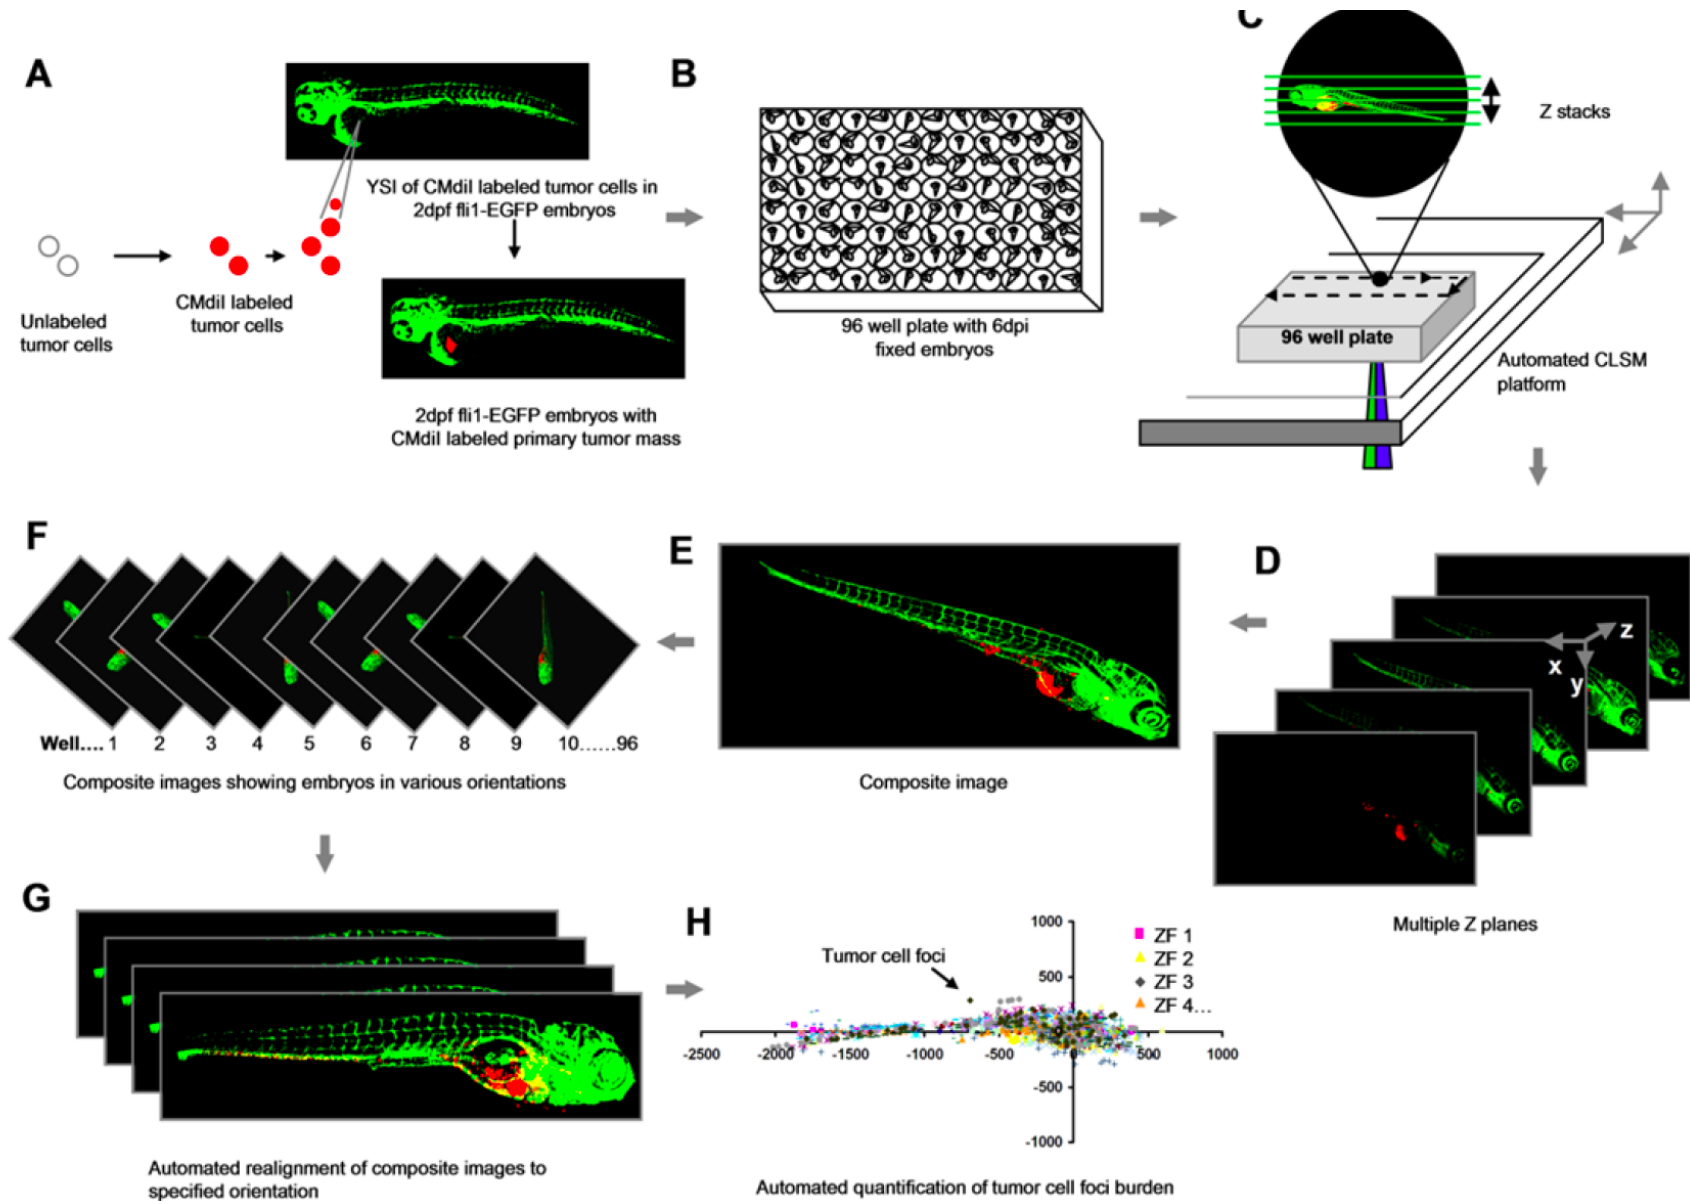 A
YSI of CMdiI labeled tumor cells in
2dpf fli1-EGFP embryos
Unlabeled
tumor cells
CMdiI labeled
tumor cells
2dpf fli1-EGFP embryos with
CMdiI labeled primary tumor mass
B
96 well plate with 6dpi
fixed embryos
C
Z stacks
96 well plate
Automated CLSM
platform
D
z
x
y
Multiple Z planes
E
Composite image
F
Well.... 1 2 3 4 5 6 7 8 9 10......96
Composite images showing embryos in various orientations
G
Automated realignment of composite images to
specified orientation
H
Tumor cell foci
ZF 1
ZF 2
ZF 3
ZF 4...
1000
500
-2500 -2000 -1500 -1000 -500 0 500 1000
-500
-1000
Automated quantification of tumor cell foci burden